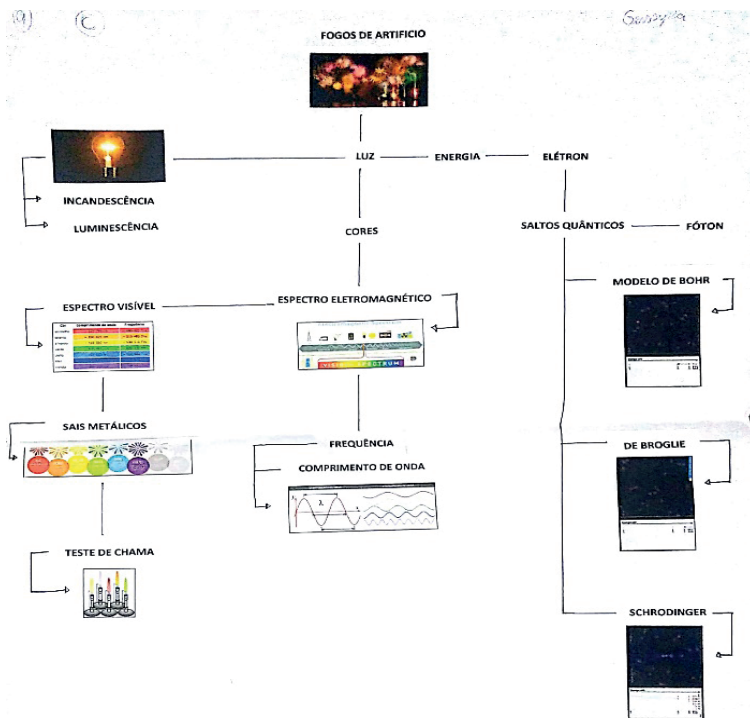 a) C
FOGOS DE ARTIFICIO
LUZ
ENERGIA
ELÉTRON
INCANDESCÊNCIA
LUMINESCÊNCIA
CORES
SALTOS QUÂNTICOS
FÓTON
ESPECTRO VISÍVEL
ESPECTRO ELETROMAGNÉTICO
MODELO DE BOHR
SPECTRUM
SAIS METÁLICOS
FREQUÊNCIA
COMPRIMENTO DE ONDA
λ
DE BROGLIE
TESTE DE CHAMA
SCHRODINGER